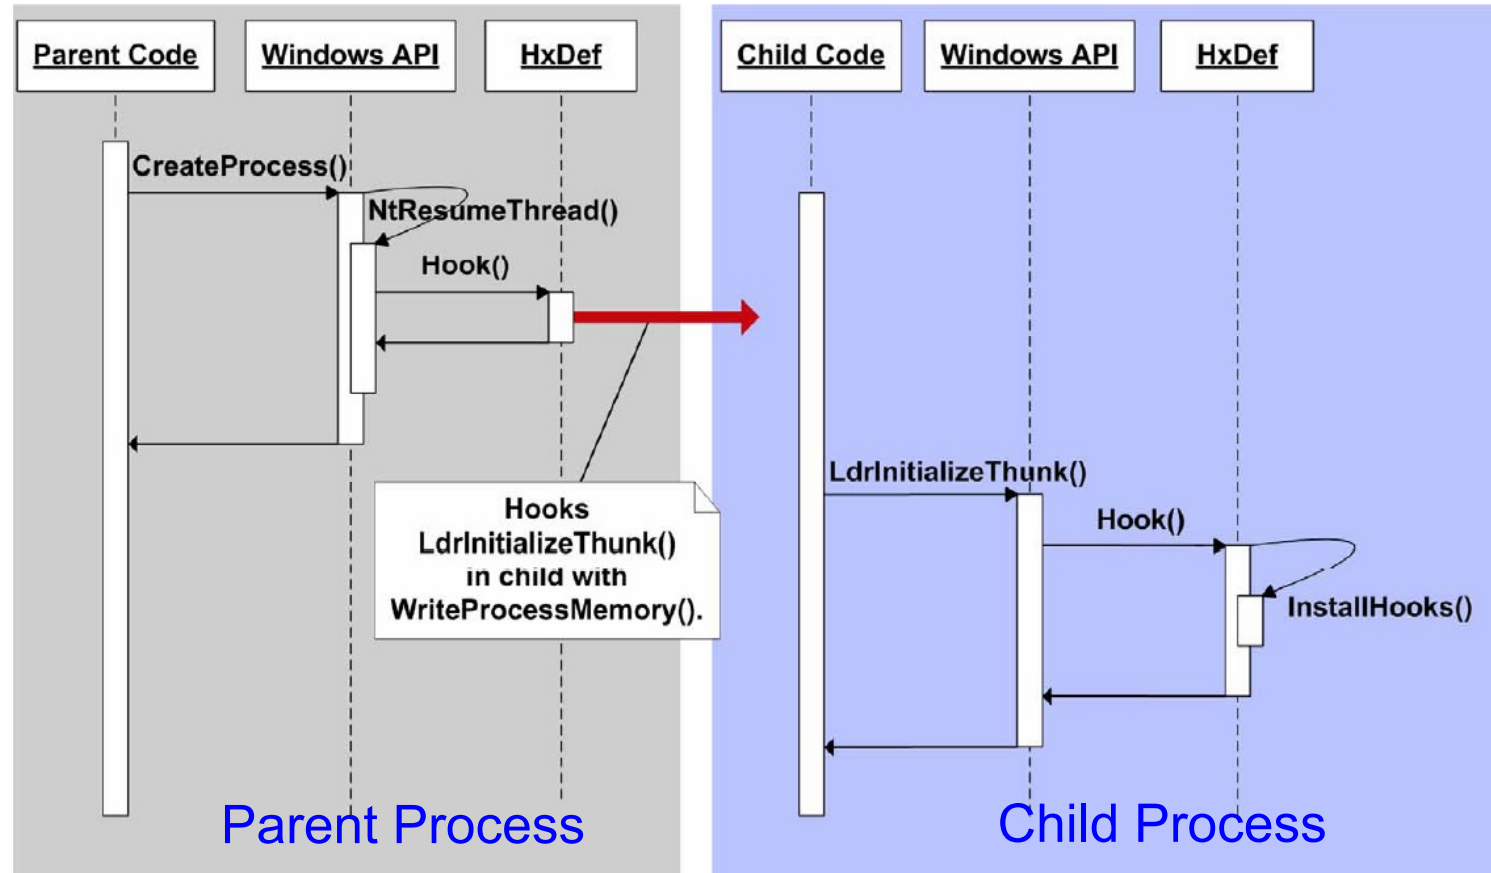 Parent Code
Windows API
HxDef
CreateProcess()
NtResumeThread()
Hook()
Hooks
LdrInitializeThunk()
in child with
WriteProcessMemory().
Parent Process
Child Code
Windows API
HxDef
LdrInitializeThunk()
Hook()
InstallHooks()
Child Process